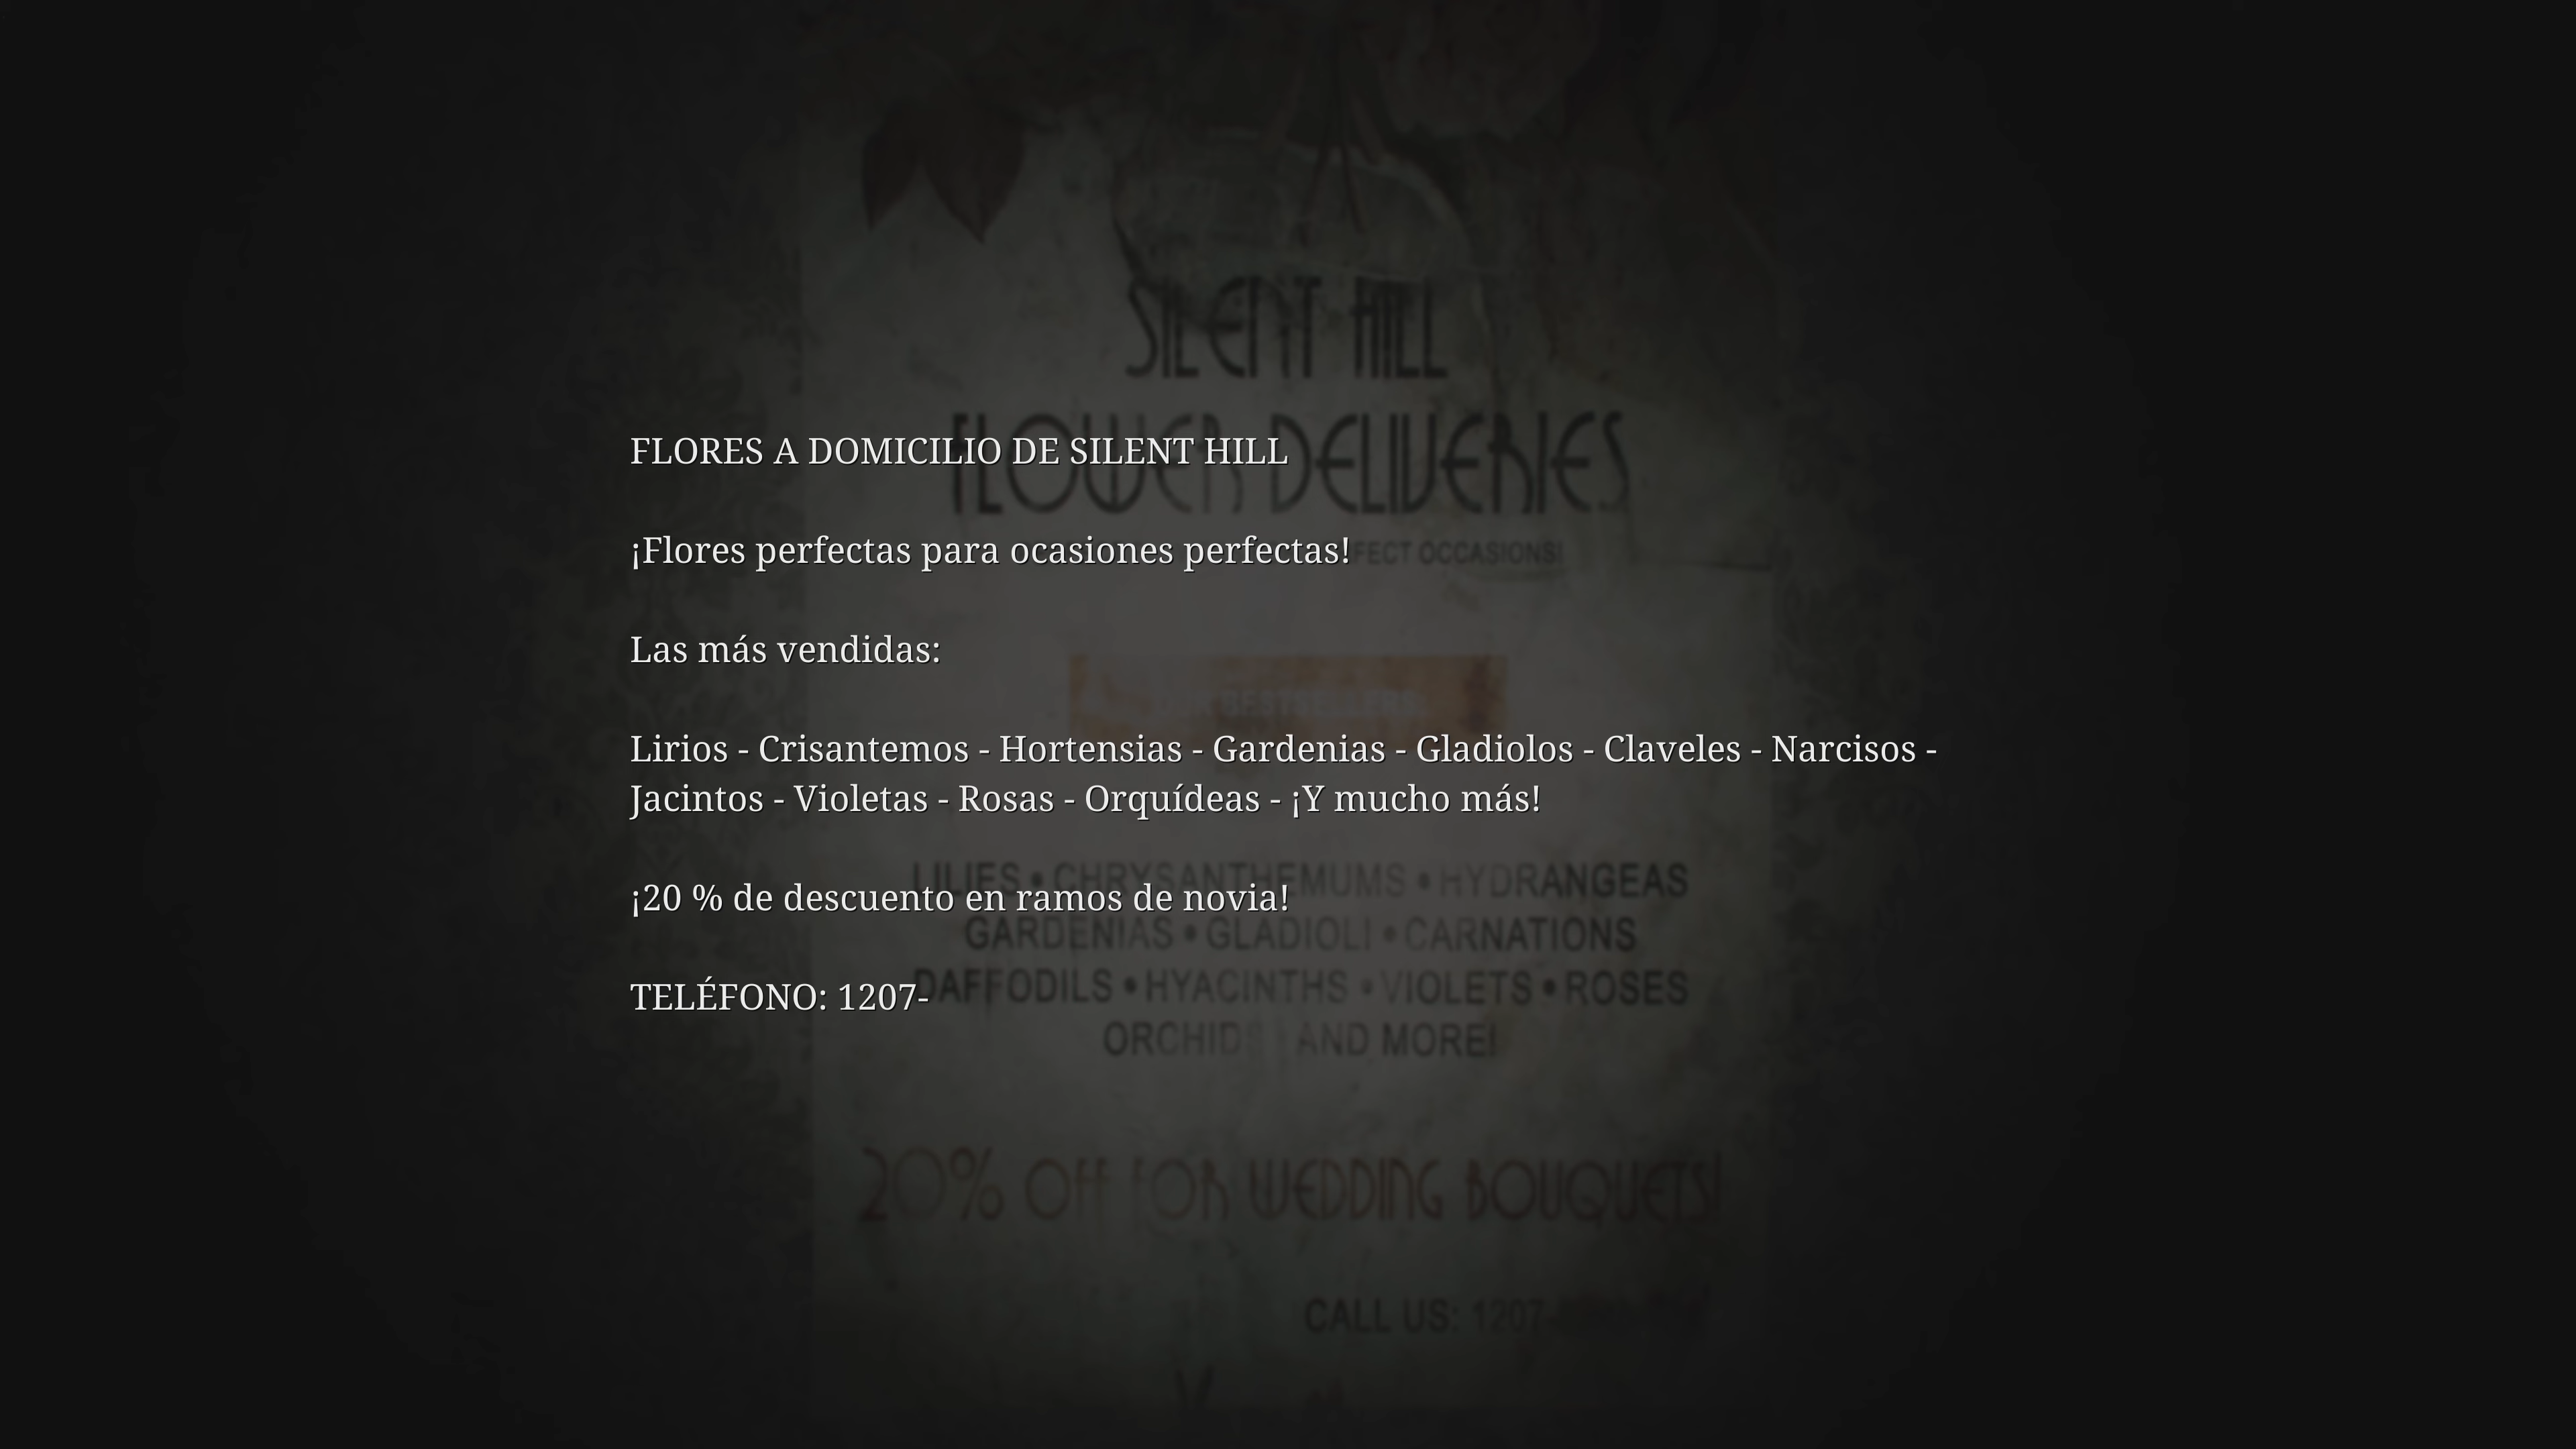 FLORES A DOMICILIO DE SILENT HILL
¡Flores perfectas para ocasiones perfectas!
Las más vendidas:
Lirios - Crisantemos - Hortensias - Gardenias - Gladiolos - Claveles - Narcisos -
Jacintos - Violetas - Rosas - Orquídeas - ¡Y mucho más!
¡20 % de descuento en ramos de novia!
TELÉFONO: 1207-
SILENT HILL
FLOWER DELIVERIES
OCCASIONS!
BESTSELLERS
LILIES • CHRYSANTHEMUMS • HYDRANGEAS
GARDENIAS • GLADIOLI • CARNATIONS
DAFFODILS • HYACINTHS • VIOLETS • ROSES
ORCHIDS AND MORE!
20% OFF FOR WEDDING BOUQUETS!
CALL US: 1207-